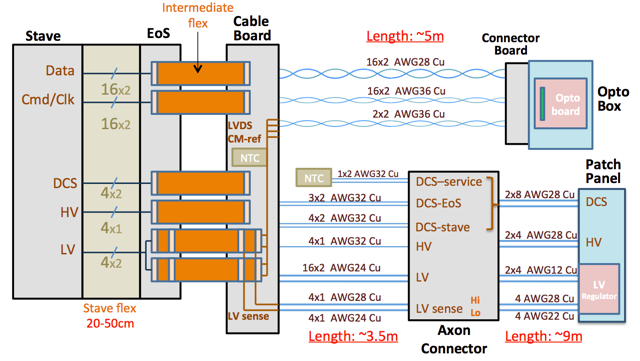 Intermediate
flex
Cable
Board
Stave
EoS
Length: ~5m
Connector
Board
Data
16x2
16x2 AWG28 Cu
Opto
Box
Cmd/Clk
16x2
16x2 AWG36 Cu
Opto
board
2x2 AWG36 Cu
LVDS
CM-ref
NTC
Patch
Panel
NTC
1x2 AWG32 Cu
DCS–service
DCS
4x2
2x8 AWG28 Cu
DCS
3x2 AWG32 Cu
DCS-EoS
HV
4x1
4x2 AWG32 Cu
DCS-stave
2x4 AWG28 Cu
HV
4x1 AWG32 Cu
HV
LV
4x2
16x2 AWG24 Cu
LV
2x4 AWG12 Cu
LV
Regulator
4x1 AWG28 Cu
LV sense
Hi
Lo
4 AWG28 Cu
LV sense
4x1 AWG24 Cu
4 AWG22 Cu
Stave flex
20-50cm
Length: ~3.5m
Axon
Connector
Length: ~9m